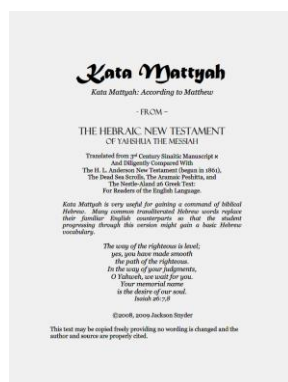 Kata Mattyah
Kata Mattyah: According to Matthew
- FROM –
THE HEBRAIC NEW TESTAMENT
OF YAHSHUA THE MESSIAH
Translated from 3rd Century Sinaitic Manuscript א
And Diligently Compared With
The H. L. Anderson New Testament (began in 1861),
The Dead Sea Scrolls, The Aramaic Peshitta, and
The Nestle-Aland 26 Greek Text:
For Readers of the English Language.
Kata Mattyah is very useful for gaining a command of biblical
Hebrew. Many common transliterated Hebrew words replace
their familiar English counterparts so that the student
progressing through this version might gain a basic Hebrew
vocabulary.
The way of the righteous is level;
yes, you have made smooth
the path of the righteous.
In the way of your judgments,
O Yahweh, we wait for you.
Your memorial name
is the desire of our soul.
Isaiah 26:7,8
©2008, 2009 Jackson Snyder
This text may be copied freely providing no wording is changed and the
author and source are properly cited.